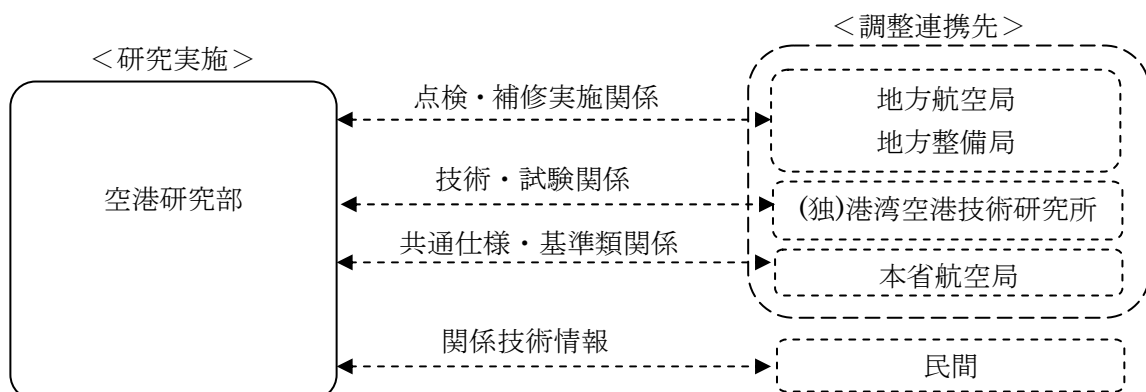 ＜調整連携先＞
＜研究実施＞
点検・補修実施関係
地方航空局
地方整備局
空港研究部
技術・試験関係
(独)港湾空港技術研究所
共通仕様・基準類関係
本省航空局
関係技術情報
民間